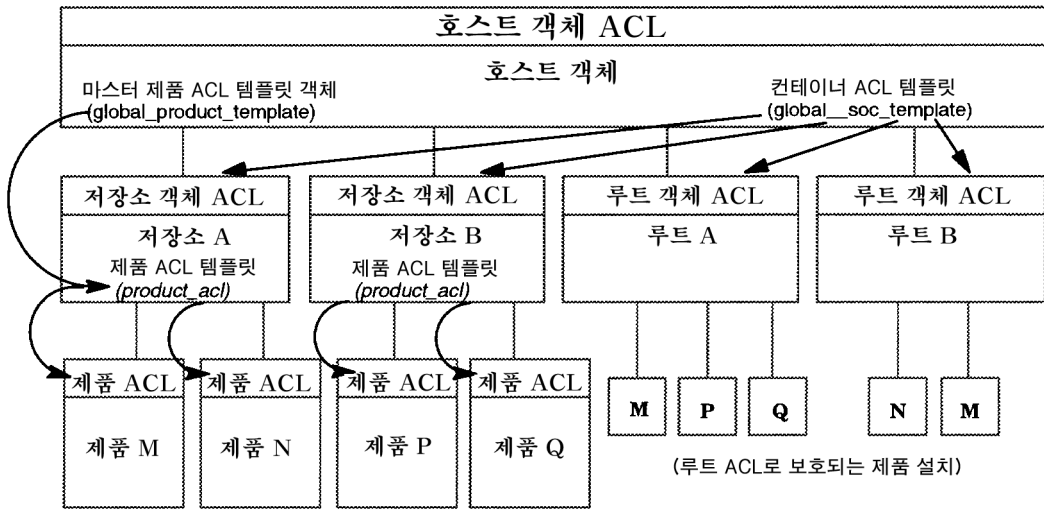 호스트 객체 ACL
호스트 객체
마스터 제품 ACL 템플릿 객체
(global_product_template)
컨테이너 ACL 템플릿
(global__soc_template)
저장소 객체 ACL
저장소 객체 ACL
루트 객체 ACL
루트 객체 ACL
저장소 A
저장소 B
루트 A
루트 B
제품 ACL 템플릿
(product_acl)
제품 ACL 템플릿
(product_acl)
제품 ACL
제품 ACL
제품 ACL
제품 ACL
제품 M
제품 N
제품 P
제품 Q
M
P
Q
N
M
(루트 ACL로 보호되는 제품 설치)